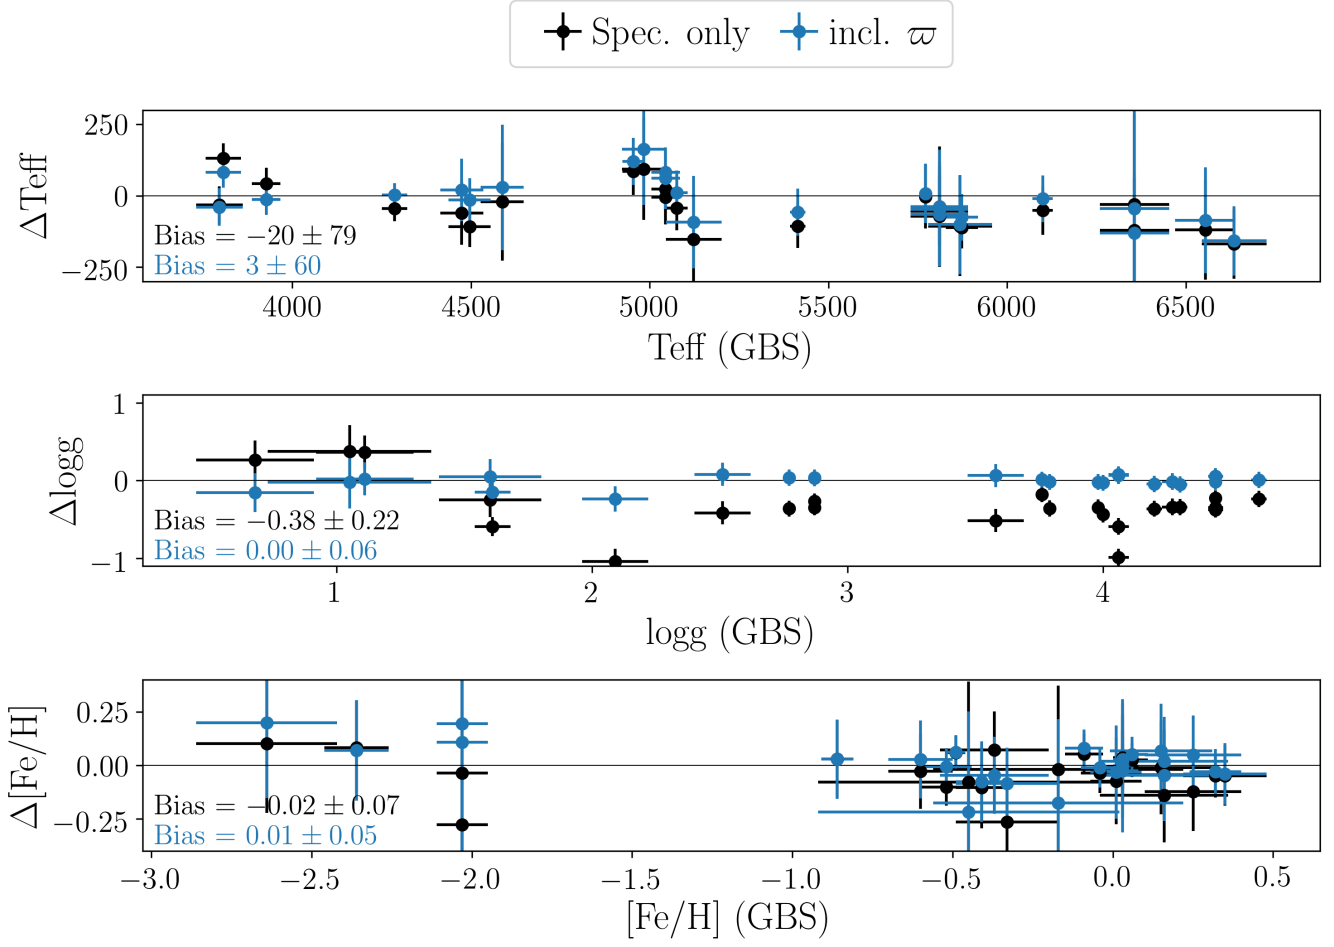 Spec. only incl. ϖ
250
0
−250
ΔTeff
Bias = −20 ± 79
Bias = 3 ± 60
4000 4500 5000 5500 6000 6500
Teff (GBS)
1
0
−1
Δlogg
Bias = −0.38 ± 0.22
Bias = 0.00 ± 0.06
1 2 3 4
logg (GBS)
0.25
0.00
−0.25
Δ[Fe/H]
Bias = −0.02 ± 0.07
Bias = 0.01 ± 0.05
−3.0 −2.5 −2.0 −1.5 −1.0 −0.5 0.0 0.5
[Fe/H] (GBS)